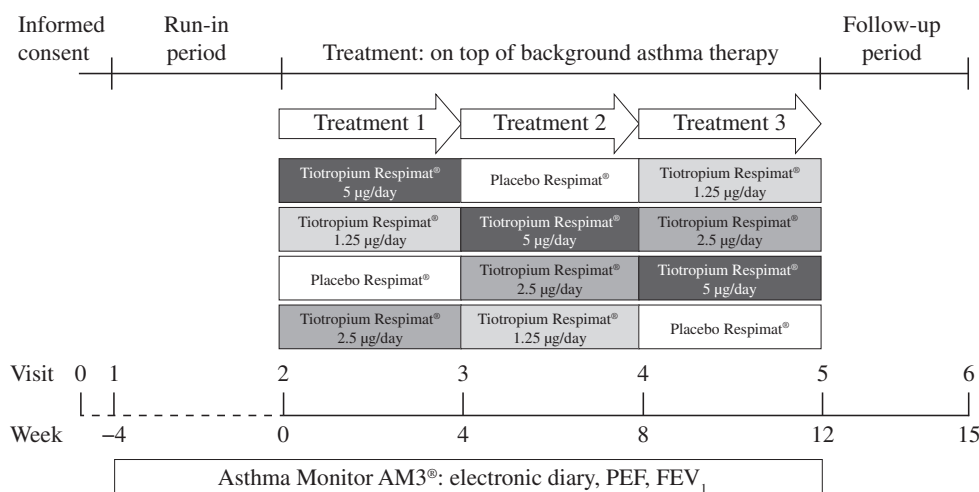 Informed consent
Run-in period
Treatment: on top of background asthma therapy
Follow-up period
Treatment 1
Treatment 2
Treatment 3
Tiotropium Respimat®
5 µg/day
Placebo Respimat®
Tiotropium Respimat®
1.25 µg/day
Tiotropium Respimat®
1.25 µg/day
Tiotropium Respimat®
5 µg/day
Tiotropium Respimat®
2.5 µg/day
Placebo Respimat®
Tiotropium Respimat®
2.5 µg/day
Tiotropium Respimat®
5 µg/day
Tiotropium Respimat®
2.5 µg/day
Tiotropium Respimat®
1.25 µg/day
Placebo Respimat®
Visit 0 1 2 3 4 5 6
Week −4 0 4 8 12 15
Asthma Monitor AM3®: electronic diary, PEF, FEV1